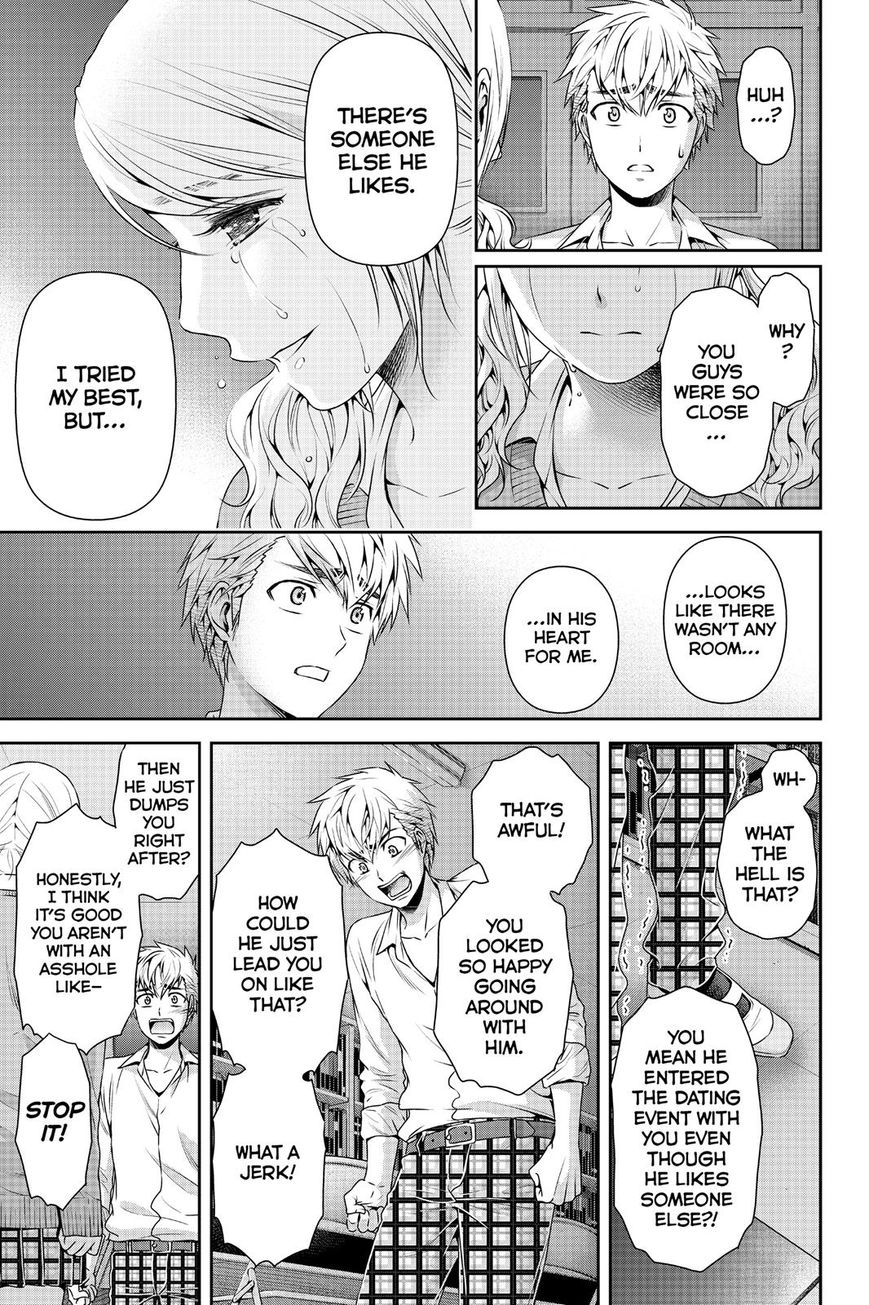 HUH
...?
WHY
?
YOU
GUYS
WERE SO
CLOSE
...
THERE'S
SOMEONE
ELSE HE
LIKES.
I TRIED
MY BEST,
BUT...
...LOOKS
LIKE THERE
WASN'T ANY
ROOM...
...IN HIS
HEART
FOR ME.
WH-
WHAT
THE
HELL IS
THAT?
YOU
MEAN HE
ENTERED
THE DATING
EVENT WITH
YOU EVEN
THOUGH
HE LIKES
SOMEONE
ELSE?!
THAT'S
AWFUL!
YOU
LOOKED
SO HAPPY
GOING
AROUND
WITH
HIM.
HOW
COULD
HE JUST
LEAD YOU
ON LIKE
THAT?
WHAT A
JERK!
THEN
HE JUST
DUMPS
YOU
RIGHT
AFTER?
HONESTLY,
I THINK
IT'S GOOD
YOU AREN'T
WITH AN
ASSHOLE
LIKE–
STOP
IT!